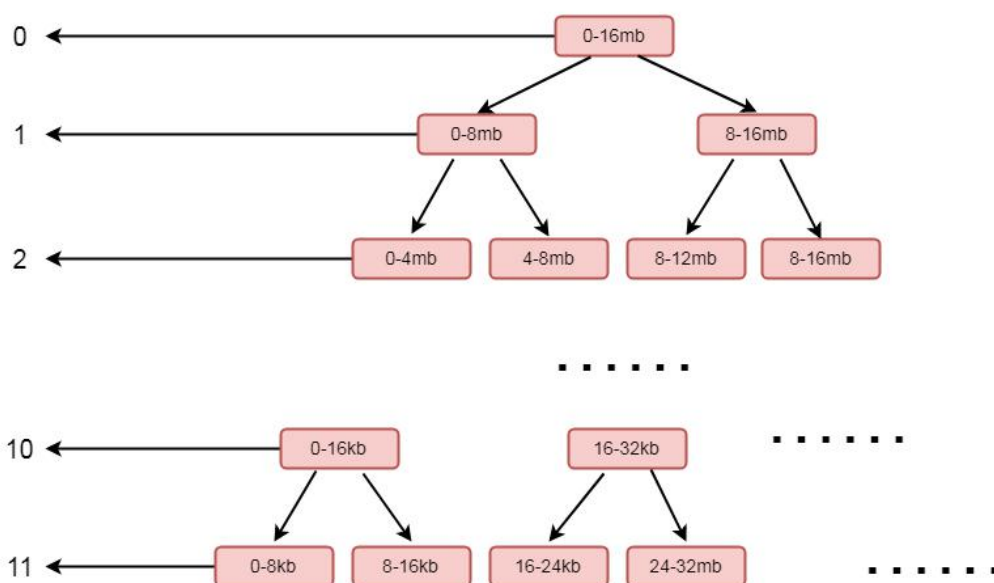 0 0-16mb
1 0-8mb 8-16mb
2 0-4mb 4-8mb 8-12mb 8-16mb
10 0-16kb 16-32kb
11 0-8kb 8-16kb 16-24kb 24-32mb